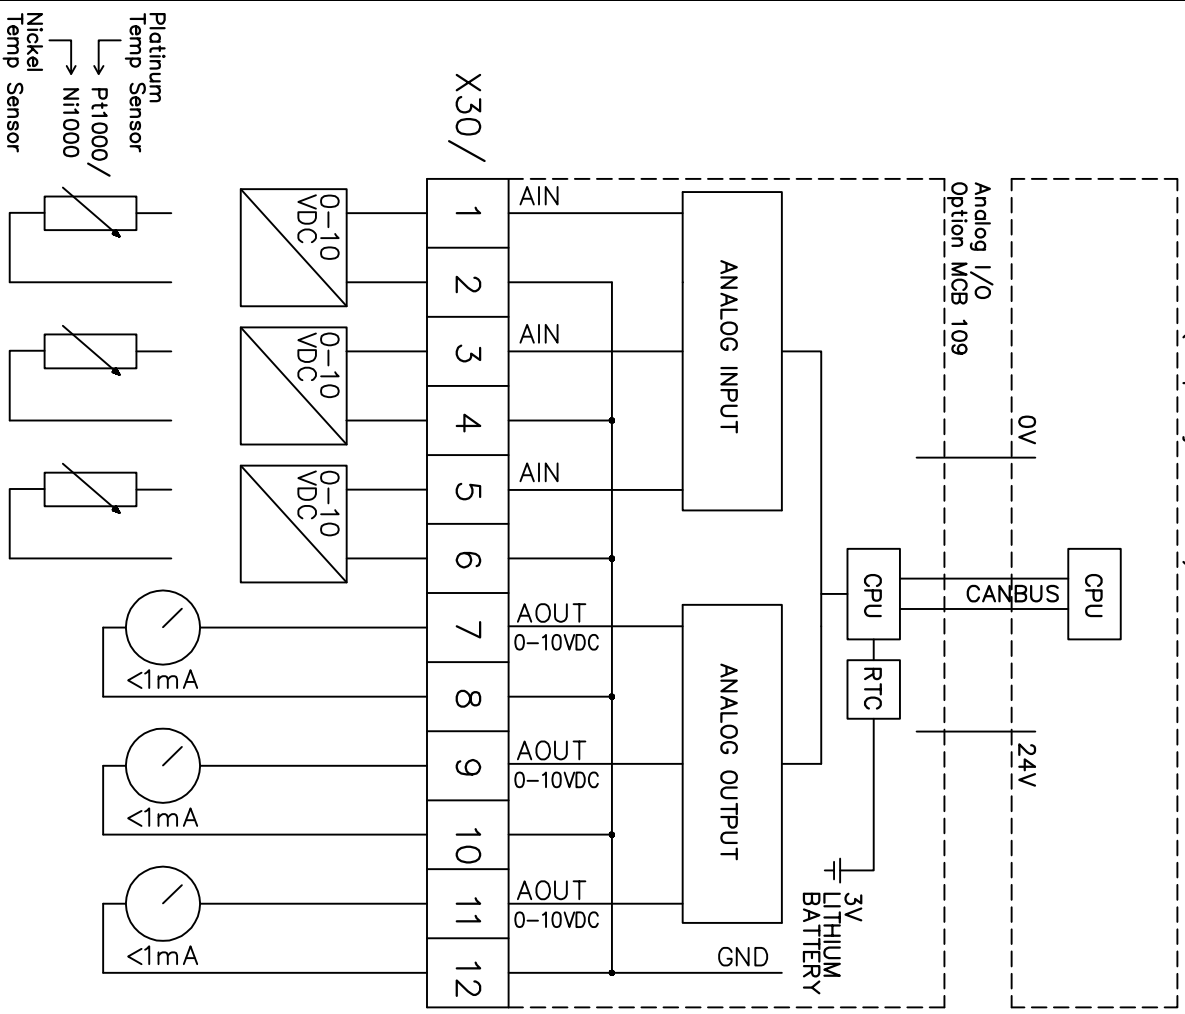 Platinum
Temp Sensor
Pt1000/
Ni1000
Nickel
Temp Sensor
X30/
Analog I/O
Option MCB 109
0-10
VDC
0-10
VDC
0-10
VDC
1
2
3
4
5
6
7
8
9
10
11
12
AIN
AIN
AIN
AOUT
0-10VDC
AOUT
0-10VDC
AOUT
0-10VDC
<1mA
<1mA
<1mA
ANALOG INPUT
ANALOG OUTPUT
GND
0V
CPU
CANBUS
CPU
RTC
24V
3V
LITHIUM
BATTERY